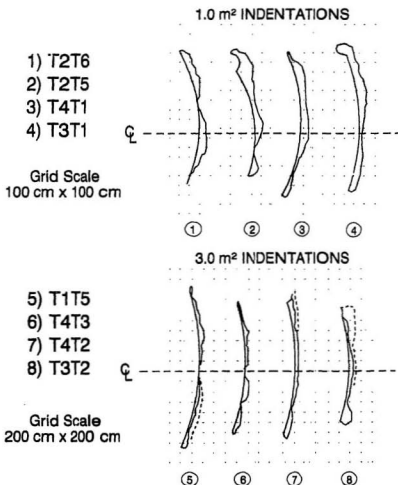 1.0 m² INDENTATIONS
1) T2T6
2) T2T5
3) T4T1
4) T3T1
℄
Grid Scale
100 cm x 100 cm
① ② ③ ④
3.0 m² INDENTATIONS
5) T1T5
6) T4T3
7) T4T2
8) T3T2
℄
Grid Scale
200 cm x 200 cm
⑤ ⑥ ⑦ ⑧